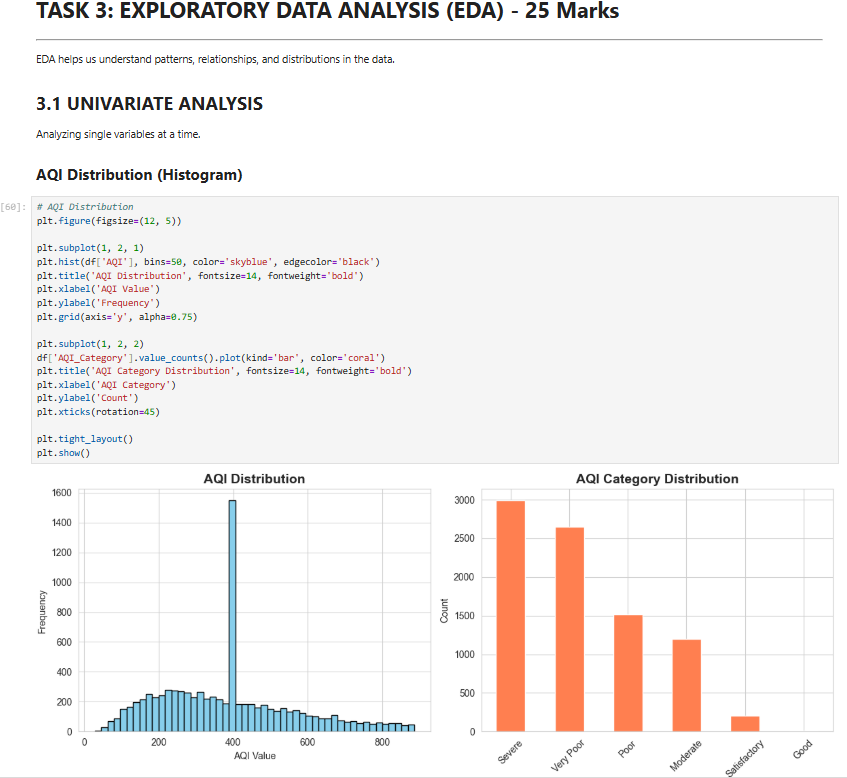 TASK 3: EXPLORATORY DATA ANALYSIS (EDA) - 25 Marks
EDA helps us understand patterns, relationships, and distributions in the data.
3.1 UNIVARIATE ANALYSIS
Analyzing single variables at a time.
AQI Distribution (Histogram)
[60]:
# AQI Distribution
plt.figure(figsize=(12, 5))
plt.subplot(1, 2, 1)
plt.hist(df['AQI'], bins=50, color='skyblue', edgecolor='black')
plt.title('AQI Distribution', fontsize=14, fontweight='bold')
plt.xlabel('AQI Value')
plt.ylabel('Frequency')
plt.grid(axis='y', alpha=0.75)
plt.subplot(1, 2, 2)
df['AQI_Category'].value_counts().plot(kind='bar', color='coral')
plt.title('AQI Category Distribution', fontsize=14, fontweight='bold')
plt.xlabel('AQI Category')
plt.ylabel('Count')
plt.xticks(rotation=45)
plt.tight_layout()
plt.show()
AQI Distribution
1600
1400
1200
1000
800
600
400
200
0
Frequency
0 200 400 600 800
AQI Value
AQI Category Distribution
3000
2500
2000
1500
1000
500
0
Count
Severe Very Poor Poor Moderate Satisfactory Good